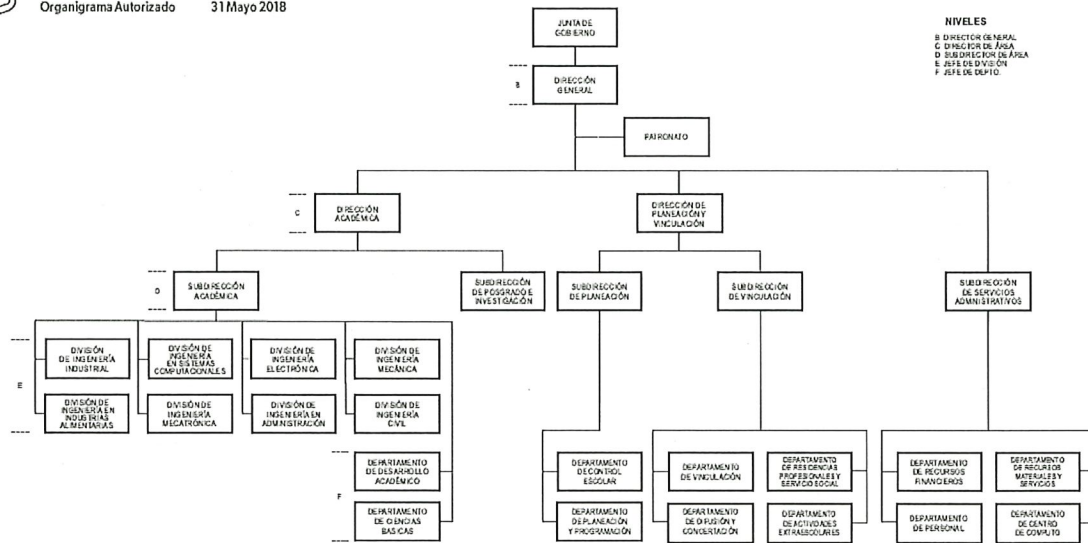 Organigrama Autorizado 31 Mayo 2018
JUNTA DE
GOBIERNO
NIVELES
B DIRECTOR GENERAL
C DIRECTOR DE ÁREA
D SUBDIRECTOR DE ÁREA
E JEFE DE DIVISIÓN
F JEFE DE DEPTO.
B
DIRECCIÓN
GENERAL
PATRONATO
C
DIRECCIÓN
ACADÉMICA
DIRECCIÓN DE
PLANEACIÓN Y
VINCULACIÓN
D
SUBDIRECCIÓN
ACADÉMICA
SUBDIRECCIÓN
DE POSGRADO E
INVESTIGACIÓN
SUBDIRECCIÓN
DE PLANEACIÓN
SUBDIRECCIÓN
DE VINCULACIÓN
SUBDIRECCIÓN
DE SERVICIOS
ADMINISTRATIVOS
E
DIVISIÓN
DE INGENIERÍA
INDUSTRIAL
DIVISIÓN DE
INGENIERÍA
EN SISTEMAS
COMPUTACIONALES
DIVISIÓN DE
INGENIERÍA
ELECTRÓNICA
DIVISIÓN DE
INGENIERÍA
MECÁNICA
DIVISIÓN DE
INGENIERÍA EN
INDUSTRIAS
ALIMENTARIAS
DIVISIÓN DE
INGENIERÍA
MECATRÓNICA
DIVISIÓN DE
INGENIERÍA EN
ADMINISTRACIÓN
DIVISIÓN DE
INGENIERÍA
CIVIL
F
DEPARTAMENTO
DE DESARROLLO
ACADÉMICO
DEPARTAMENTO
DE CONTROL
ESCOLAR
DEPARTAMENTO
DE VINCULACIÓN
DEPARTAMENTO
DE RESIDENCIAS
PROFESIONALES Y
SERVICIO SOCIAL
DEPARTAMENTO
DE RECURSOS
FINANCIEROS
DEPARTAMENTO
DE RECURSOS
MATERIALES Y
SERVICIOS
DEPARTAMENTO
DE CIENCIAS
BASICAS
DEPARTAMENTO
DE PLANEACIÓN
Y PROGRAMACIÓN
DEPARTAMENTO
DE DIFUSIÓN Y
CONCERTACIÓN
DEPARTAMENTO
DE ACTIVIDADES
EXTRAESCOLARES
DEPARTAMENTO
DE PERSONAL
DEPARTAMENTO
DE CENTRO
DE COMPUTO